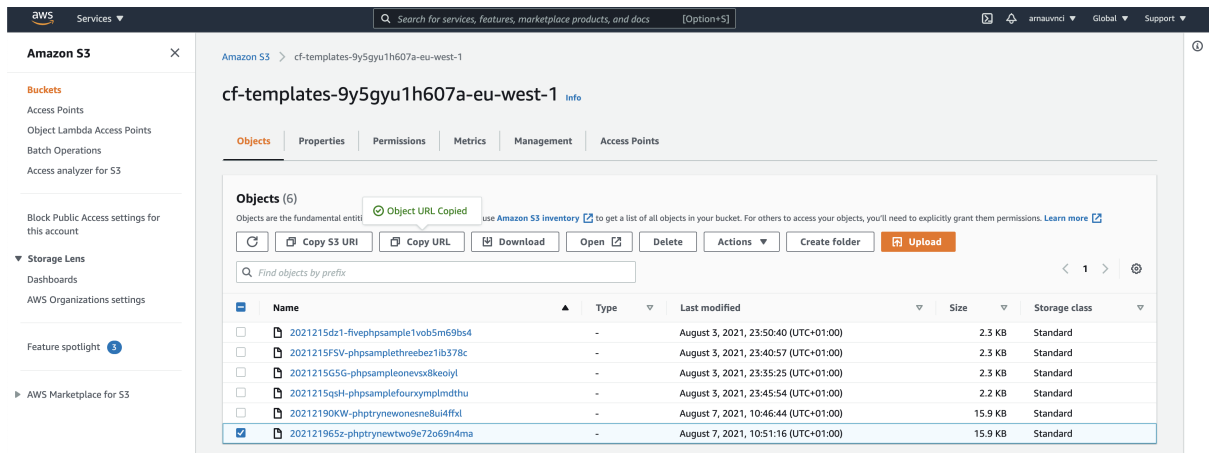 aws Services ▼ Search for services, features, marketplace products, and docs [Option+S] arnauvnci ▼ Global ▼ Support ▼
Amazon S3 ×
Buckets
Access Points
Object Lambda Access Points
Batch Operations
Access analyzer for S3
Block Public Access settings for
this account
▼ Storage Lens
Dashboards
AWS Organizations settings
Feature spotlight 3
▶ AWS Marketplace for S3
Amazon S3 > cf-templates-9y5gyu1h607a-eu-west-1
cf-templates-9y5gyu1h607a-eu-west-1 Info
Objects Properties Permissions Metrics Management Access Points
Objects (6)
Object URL Copied
Objects are the fundamental entiti use Amazon S3 inventory to get a list of all objects in your bucket. For others to access your objects, you'll need to explicitly grant them permissions. Learn more
Copy S3 URI Copy URL Download Open Delete Actions ▼ Create folder Upload
Find objects by prefix < 1 >
Name ▲ Type ▽ Last modified ▽ Size ▽ Storage class ▽
2021215dz1-fivephpsample1vob5m69bs4 - August 3, 2021, 23:50:40 (UTC+01:00) 2.3 KB Standard
2021215FSV-phpsamplethreebez1ib378c - August 3, 2021, 23:40:57 (UTC+01:00) 2.3 KB Standard
2021215G5G-phpsampleonevsx8keoiyl - August 3, 2021, 23:35:25 (UTC+01:00) 2.3 KB Standard
2021215qsH-phpsamplefourxymplmdthu - August 3, 2021, 23:45:54 (UTC+01:00) 2.2 KB Standard
20212190KW-phptrynewonesne8ui4ffxl - August 7, 2021, 10:46:44 (UTC+01:00) 15.9 KB Standard
202121965z-phptrynewtwo9e72o69n4ma - August 7, 2021, 10:51:16 (UTC+01:00) 15.9 KB Standard